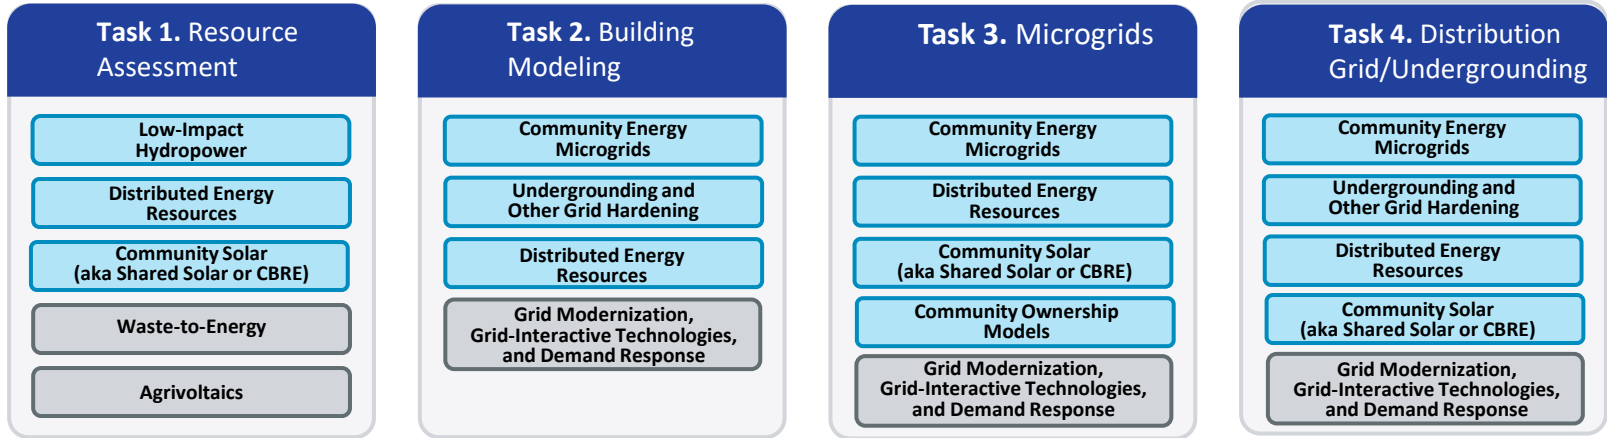 Task 1. Resource
Assessment
Low-Impact
Hydropower
Distributed Energy
Resources
Community Solar
(aka Shared Solar or CBRE)
Waste-to-Energy
Agrivoltaics
Task 2. Building
Modeling
Community Energy
Microgrids
Undergrounding and
Other Grid Hardening
Distributed Energy
Resources
Grid Modernization,
Grid-Interactive Technologies,
and Demand Response
Task 3. Microgrids
Community Energy
Microgrids
Distributed Energy
Resources
Community Solar
(aka Shared Solar or CBRE)
Community Ownership
Models
Grid Modernization,
Grid-Interactive Technologies,
and Demand Response
Task 4. Distribution
Grid/Undergrounding
Community Energy
Microgrids
Undergrounding and
Other Grid Hardening
Distributed Energy
Resources
Community Solar
(aka Shared Solar or CBRE)
Grid Modernization,
Grid-Interactive Technologies,
and Demand Response